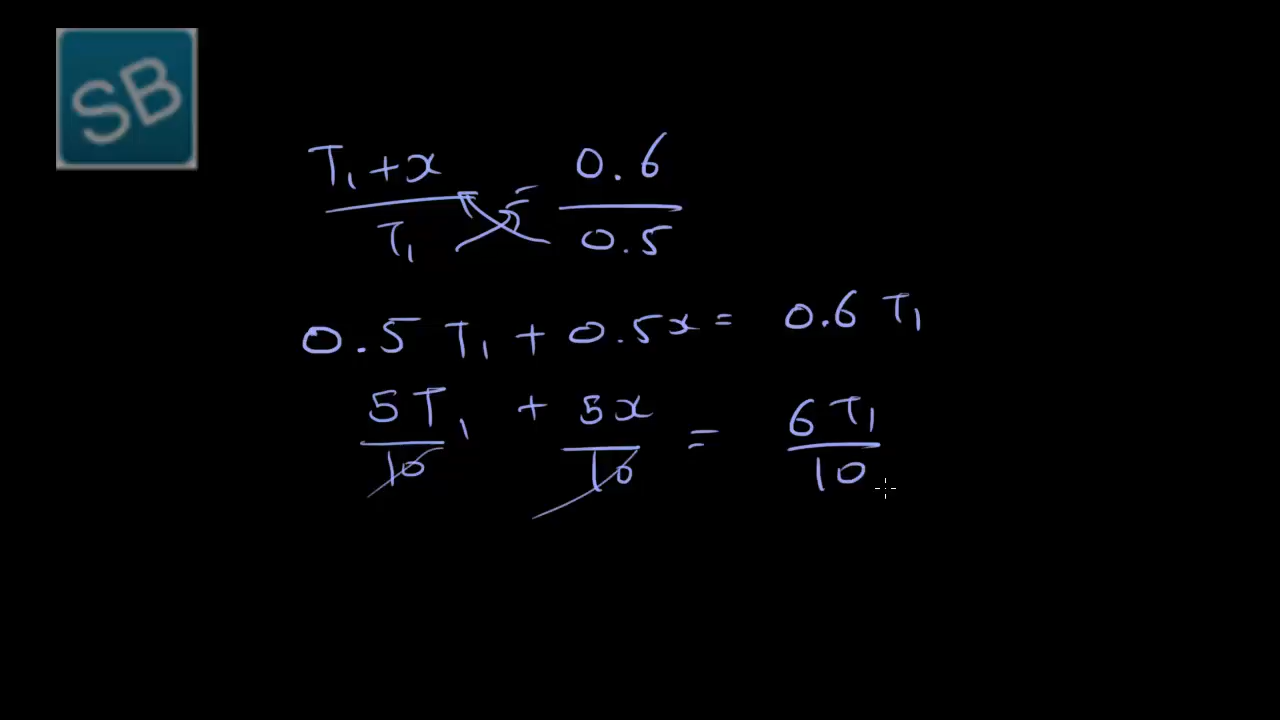 SB
T₁ + x / T₁ = 0.6 / 0.5
0.5 T₁ + 0.5x = 0.6 T₁
5T₁ / 10 + 5x / 10 = 6T₁ / 10